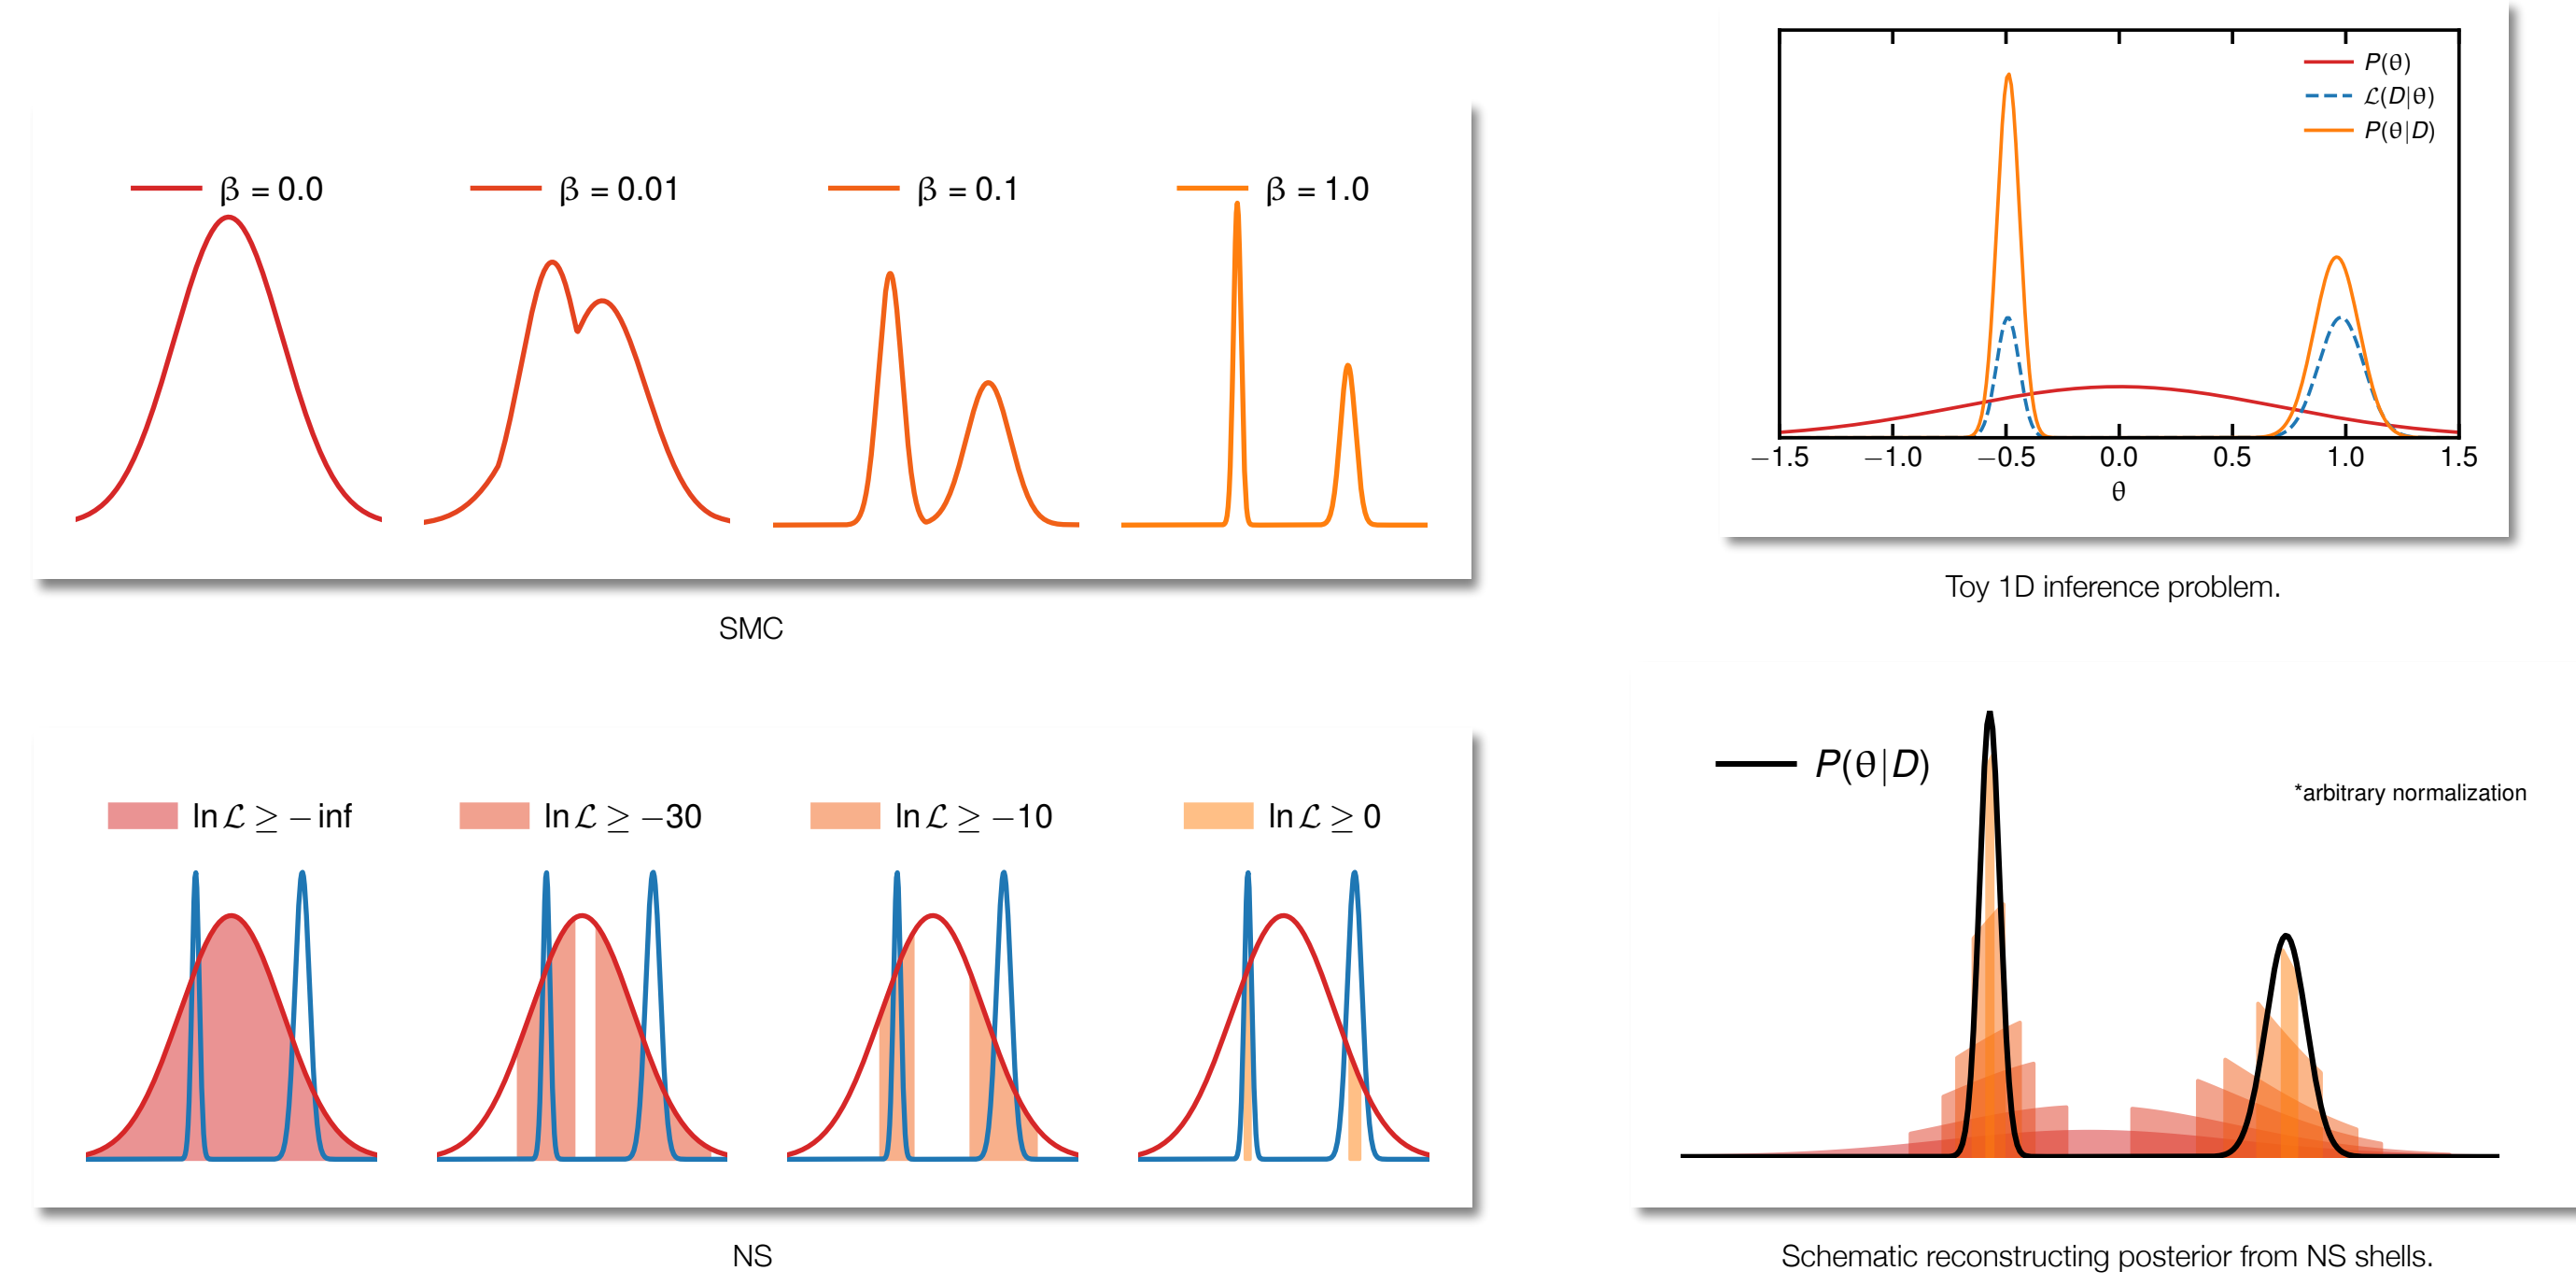 β = 0.0
β = 0.01
β = 0.1
β = 1.0
SMC
P(θ)
ℒ(D|θ)
P(θ|D)
−1.5 −1.0 −0.5 0.0 0.5 1.0 1.5
θ
Toy 1D inference problem.
ln ℒ ≥ − inf
ln ℒ ≥ −30
ln ℒ ≥ −10
ln ℒ ≥ 0
NS
P(θ|D)
*arbitrary normalization
Schematic reconstructing posterior from NS shells.